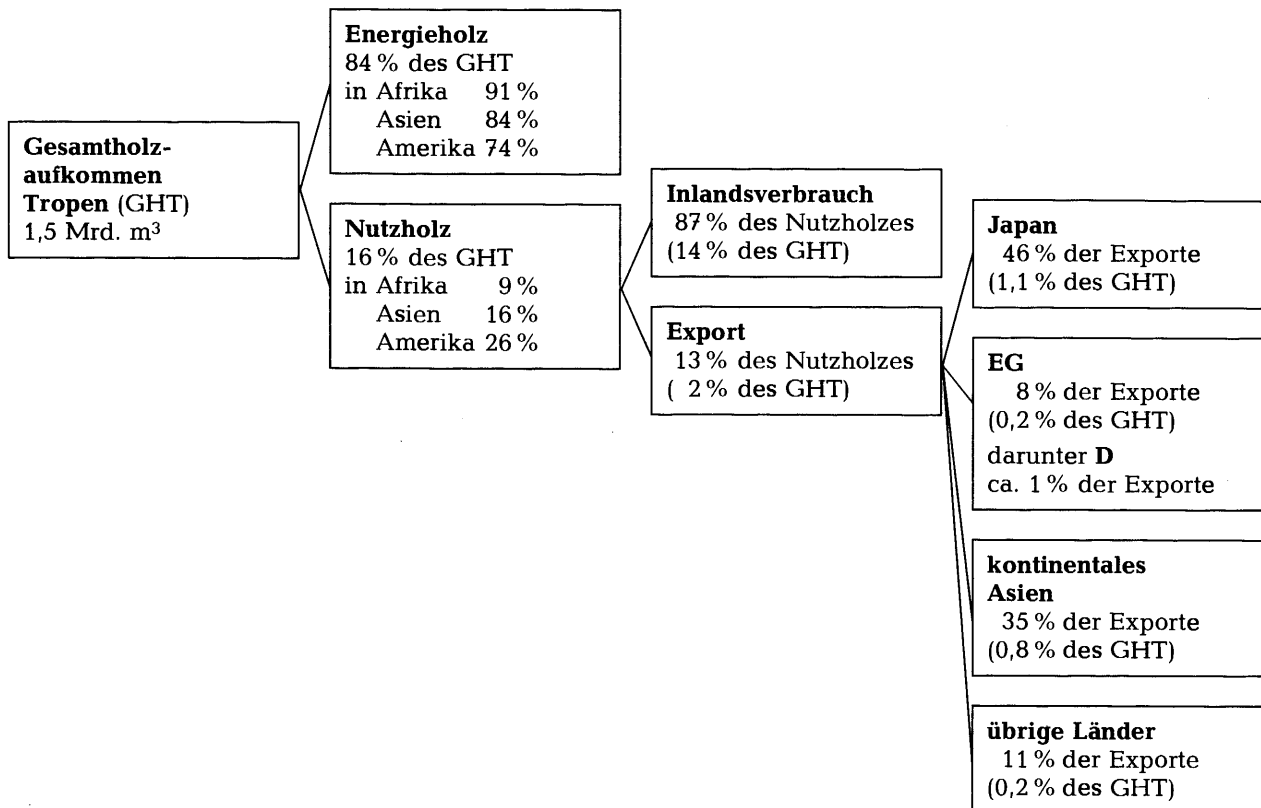 Gesamtholz-
aufkommen
Tropen (GHT)
1,5 Mrd. m³
Energieholz
84 % des GHT
in Afrika 91 %
Asien 84 %
Amerika 74 %
Nutzholz
16 % des GHT
in Afrika 9 %
Asien 16 %
Amerika 26 %
Inlandsverbrauch
87 % des Nutzholzes
(14 % des GHT)
Export
13 % des Nutzholzes
( 2 % des GHT)
Japan
46 % der Exporte
(1,1 % des GHT)
EG
8 % der Exporte
(0,2 % des GHT)
darunter D
ca. 1 % der Exporte
kontinentales
Asien
35 % der Exporte
(0,8 % des GHT)
übrige Länder
11 % der Exporte
(0,2 % des GHT)